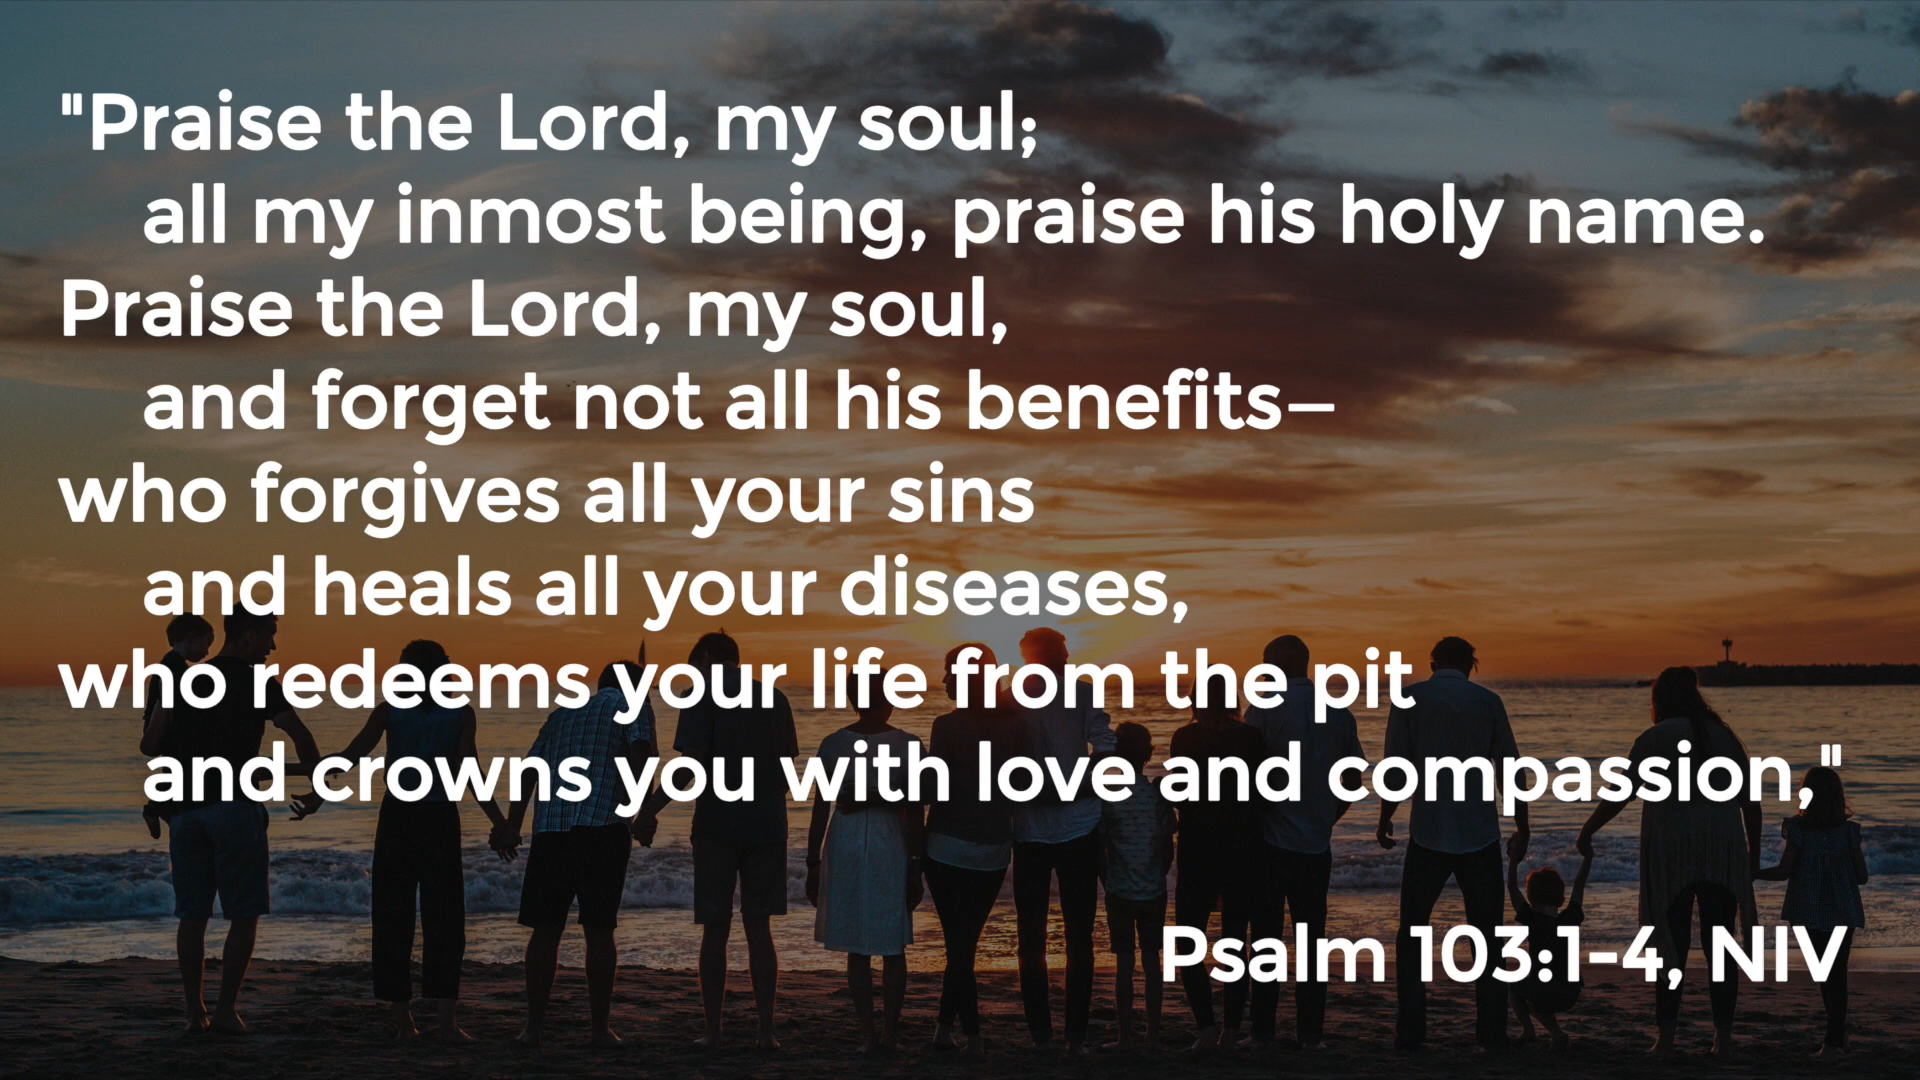 "Praise the Lord, my soul;
all my inmost being, praise his holy name.
Praise the Lord, my soul,
and forget not all his benefits—
who forgives all your sins
and heals all your diseases,
who redeems your life from the pit
and crowns you with love and compassion,"
Psalm 103:1-4, NIV